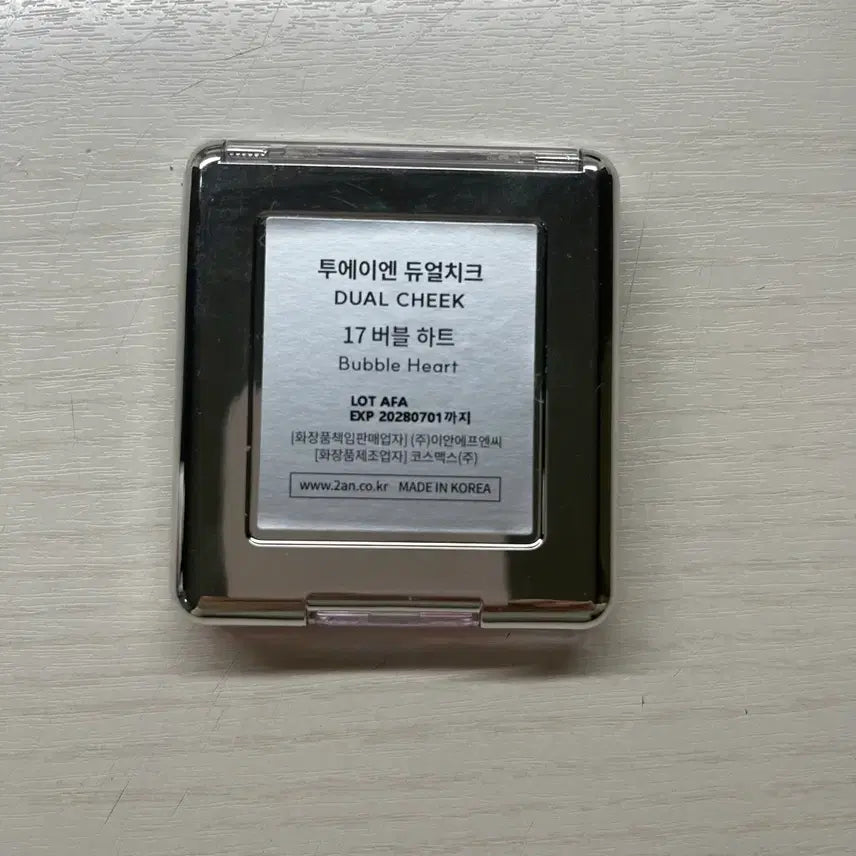 투에이엔 듀얼치크
DUAL CHEEK
17 버블 하트
Bubble Heart
LOT AFA
EXP 20280701까지
[화장품책임판매업자] (주)이안에프엔씨
[화장품제조업자] 코스맥스(주)
www.2an.co.kr MADE IN KOREA